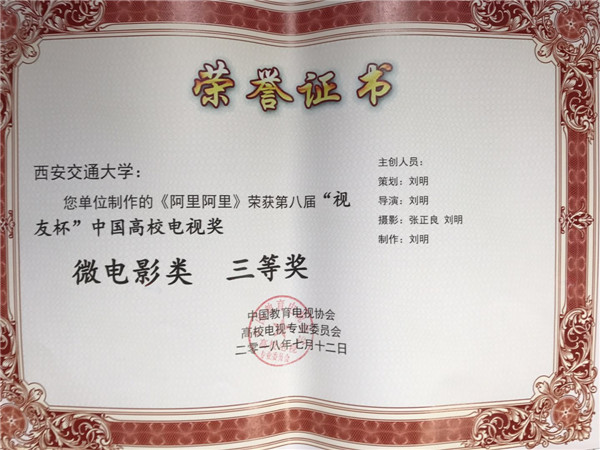 荣誉证书
西安交通大学：
您单位制作的《阿里阿里》荣获第八届“视
友杯”中国高校电视奖
微电影类 三等奖
中国教育电视协会
高校电视专业委员会
二零一八年七月十二日
主创人员：
策划：刘明
导演：刘明
摄影：张正良 刘明
制作：刘明